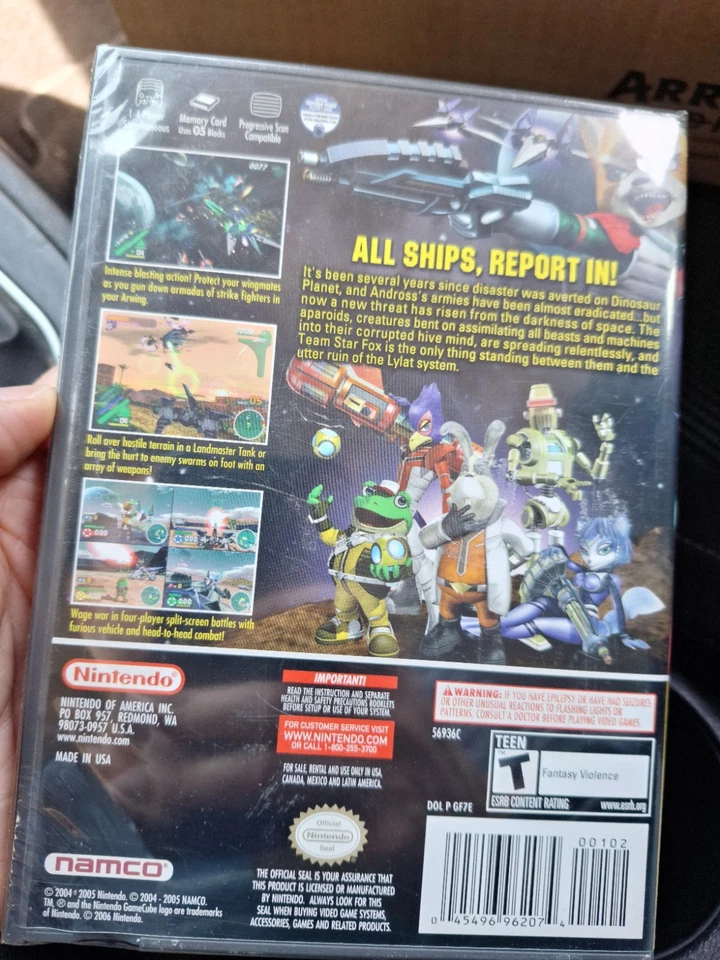 ARR
Memory Card
Uses 05 Blocks
Progressive Scan
Compatible
0077
Intense blasting action! Protect your wingmates
as you gun down armadas of strike fighters in
your Arwing.
ALL SHIPS, REPORT IN!
It's been several years since disaster was averted on Dinosaur
Planet, and Andross's armies have been almost eradicated...but
now a new threat has risen from the darkness of space. The
aparoids, creatures bent on assimilating all beasts and machines
into their corrupted hive mind, are spreading relentlessly, and
Team Star Fox is the only thing standing between them and the
utter ruin of the Lylat system.
Roll over hostile terrain in a Landmaster Tank or
bring the hurt to enemy swarms on foot with an
array of weapons!
000
000
000
Wage war in four-player split-screen battles with
furious vehicle and head-to-head combat!
Nintendo®
NINTENDO OF AMERICA INC.
PO BOX 957, REDMOND, WA
98073-0957 U.S.A.
www.nintendo.com
MADE IN USA
IMPORTANT!
READ THE INSTRUCTION AND SEPARATE
HEALTH AND SAFETY PRECAUTIONS BOOKLETS
BEFORE SETUP OR USE OF YOUR SYSTEM.
FOR CUSTOMER SERVICE VISIT
WWW.NINTENDO.COM
OR CALL 1-800-255-3700
FOR SALE, RENTAL AND USE ONLY IN USA,
CANADA, MEXICO AND LATIN AMERICA.
WARNING: IF YOU HAVE EPILEPSY OR HAVE HAD SEIZURES
OR OTHER UNUSUAL REACTIONS TO FLASHING LIGHTS OR
PATTERNS, CONSULT A DOCTOR BEFORE PLAYING VIDEO GAMES.
56936C
TEEN
T
Fantasy Violence
ESRB CONTENT RATING www.esrb.org
DOL P GF7E
Official
Nintendo
Seal
THE OFFICIAL SEAL IS YOUR ASSURANCE THAT
THIS PRODUCT IS LICENSED OR MANUFACTURED
BY NINTENDO. ALWAYS LOOK FOR THIS
SEAL WHEN BUYING VIDEO GAME SYSTEMS,
ACCESSORIES, GAMES AND RELATED PRODUCTS.
namco®
© 2004 - 2005 Nintendo. © 2004 - 2005 NAMCO.
TM, ® and the Nintendo GameCube logo are trademarks
of Nintendo. © 2006 Nintendo.
00102
0 45496 96207 4